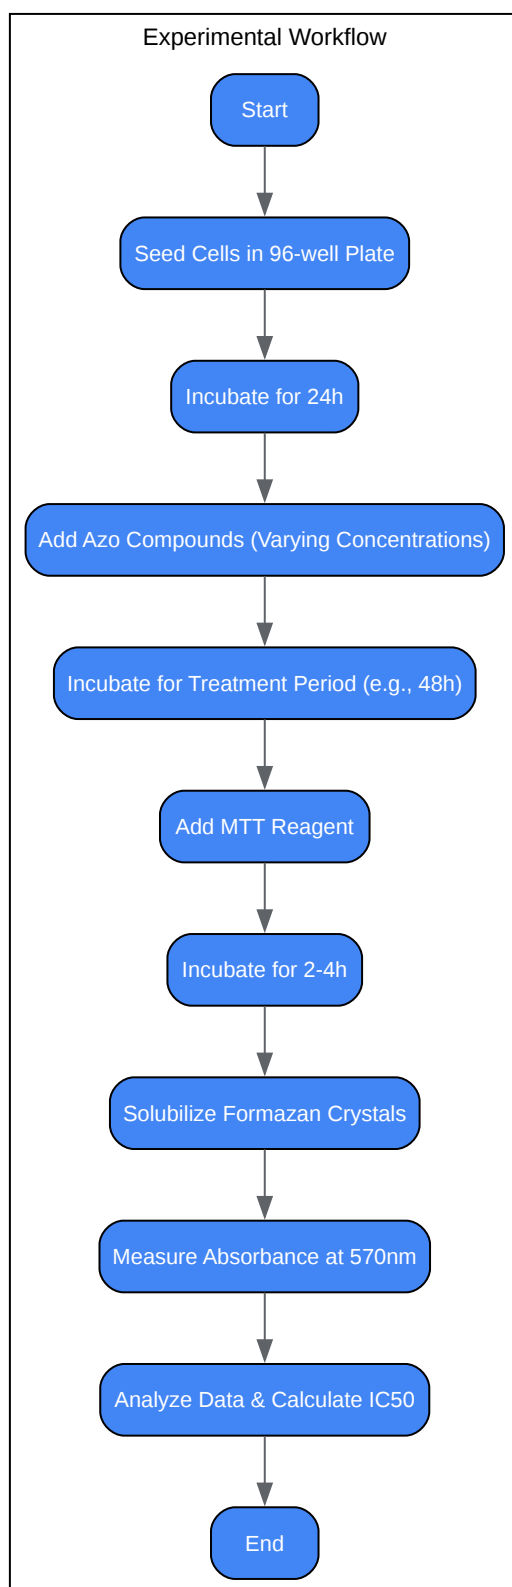 Experimental Workflow
Start
Seed Cells in 96-well Plate
Incubate for 24h
Add Azo Compounds (Varying Concentrations)
Incubate for Treatment Period (e.g., 48h)
Add MTT Reagent
Incubate for 2-4h
Solubilize Formazan Crystals
Measure Absorbance at 570nm
Analyze Data & Calculate IC50
End